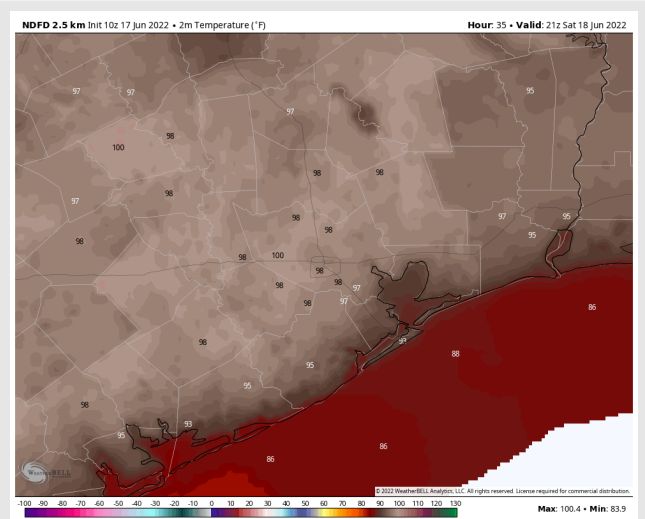 NDFD 2.5 km Init 10z 17 Jun 2022 • 2m Temperature (°F) Hour: 35 • Valid: 21z Sat 18 Jun 2022
97 97 95
97
98
100
98 98
98
97
98 97 95
98 95
98
98 100
98
98 98 97
98 97
86
98 93
88
95
95
98
93
95
86
86
WeatherBELL
© 2022 WeatherBELL Analytics, LLC. All rights reserved. License required for commercial distribution.
-100 -90 -80 -70 -60 -50 -40 -30 -20 -10 0 10 20 30 40 50 60 70 80 90 100 110 120 130
Max: 100.4 • Min: 83.9